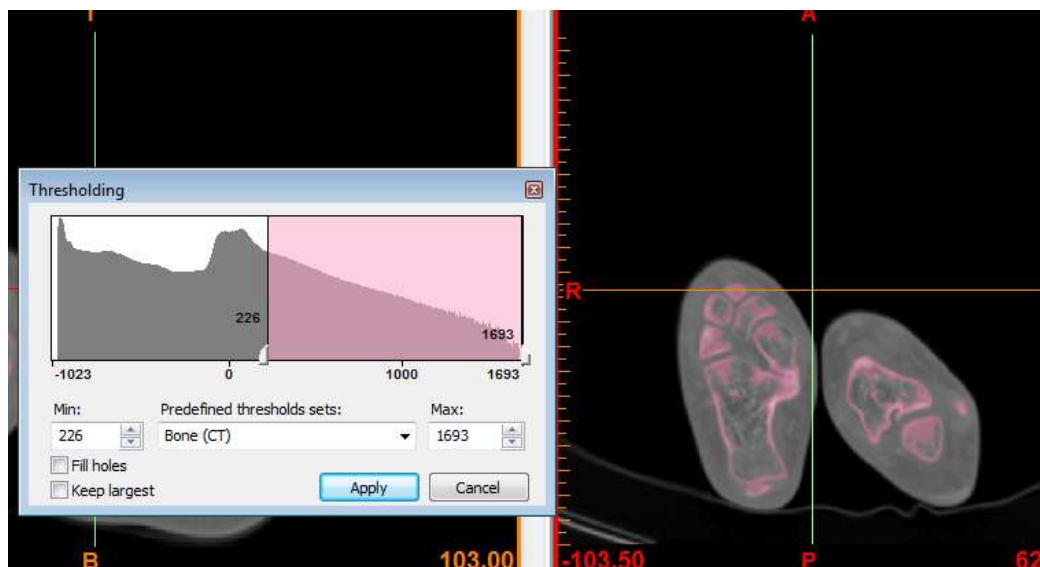 T
A
Thresholding
226
1693
-1023 0 1000 1693
R
Min: Predefined thresholds sets: Max:
226 Bone (CT) 1693
Fill holes
Keep largest
Apply Cancel
B
103.00
-103.50
P
62